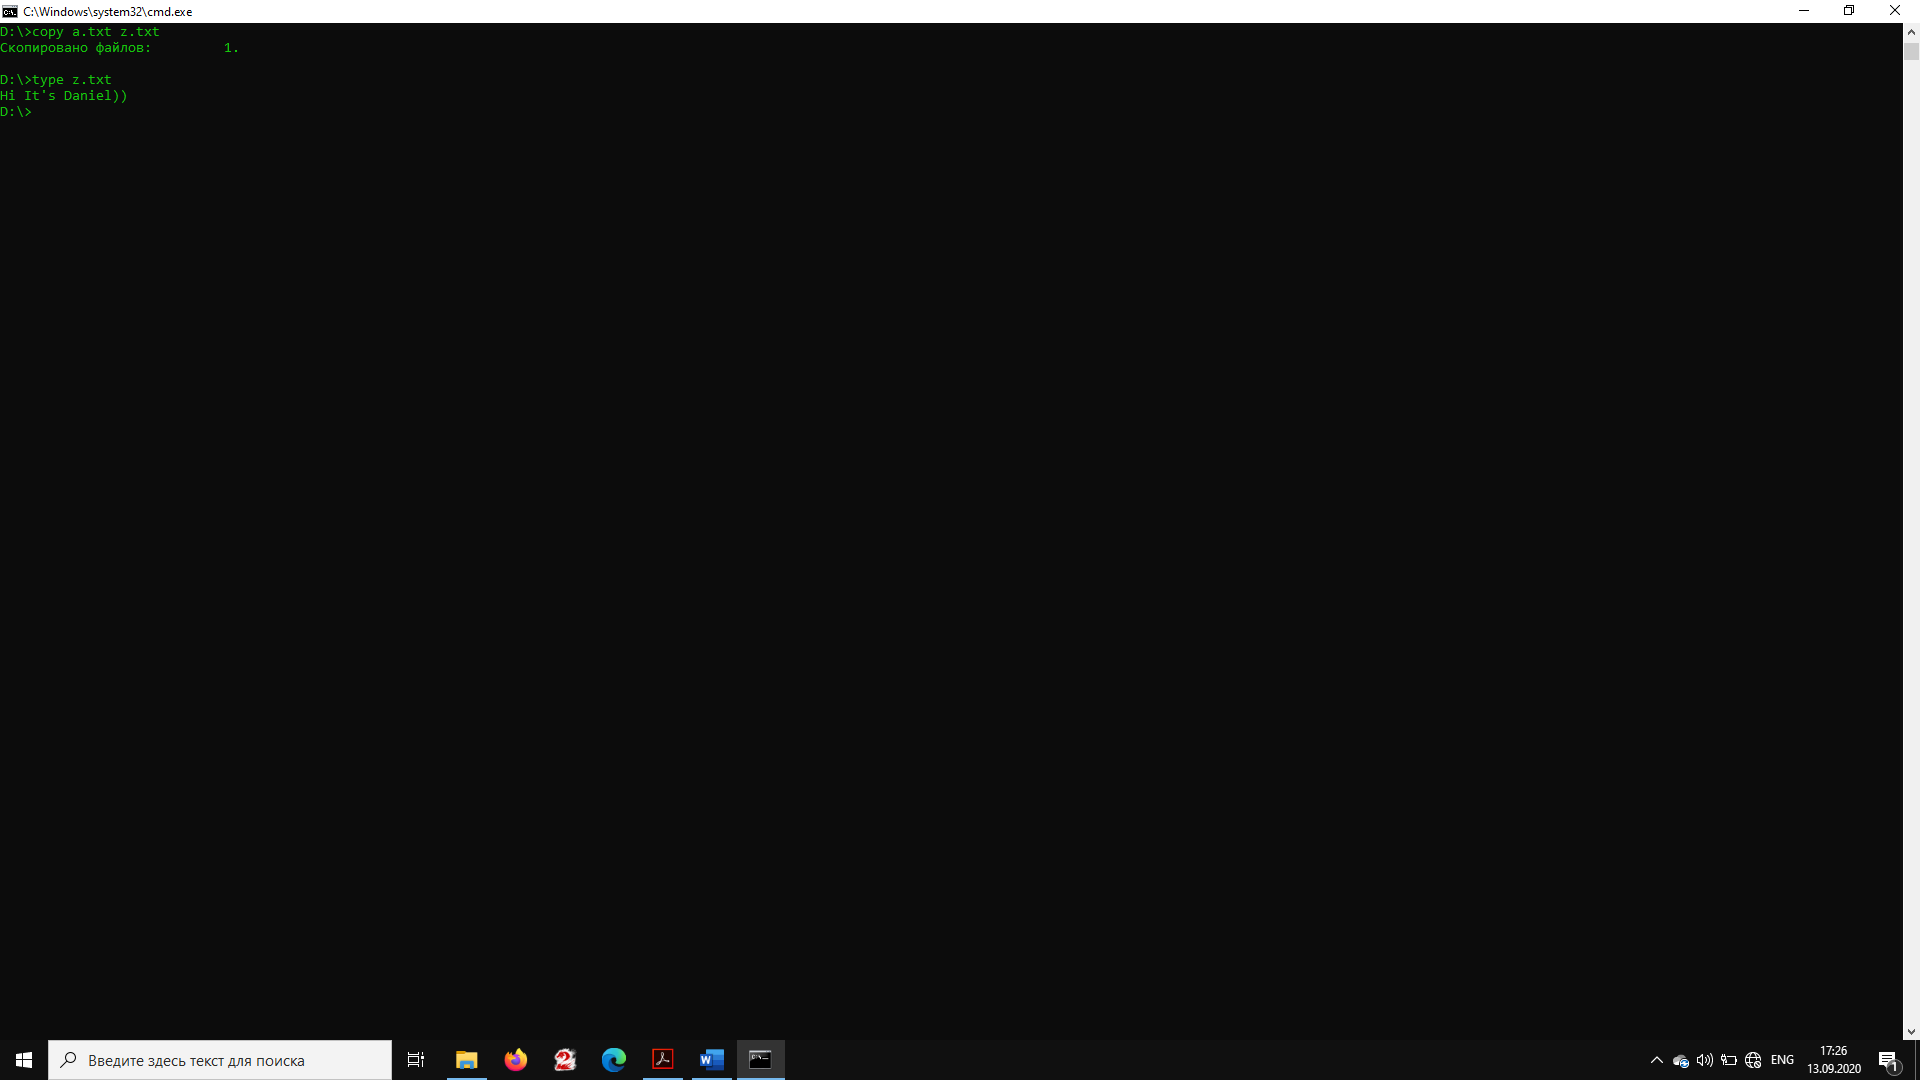 C:\Windows\system32\cmd.exe
D:\>copy a.txt z.txt
Скопировано файлов:         1.
D:\>type z.txt
Hi It's Daniel))
D:\>
Введите здесь текст для поиска
ENG
17:26
13.09.2020
1